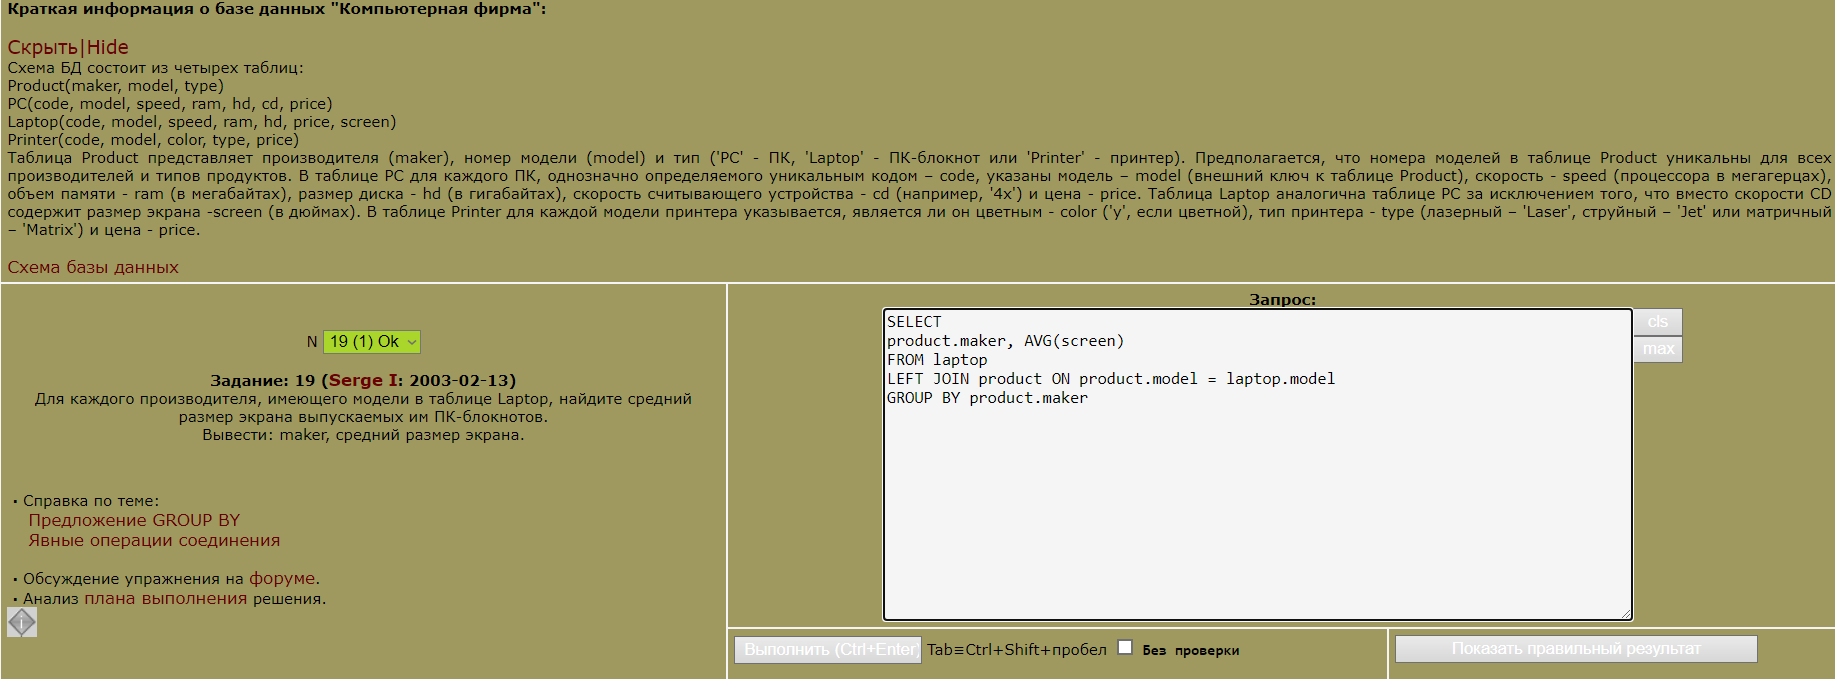 Краткая информация о базе данных "Компьютерная фирма":
Скрыть|Hide
Схема БД состоит из четырех таблиц:
Product(maker, model, type)
PC(code, model, speed, ram, hd, cd, price)
Laptop(code, model, speed, ram, hd, price, screen)
Printer(code, model, color, type, price)
Таблица Product представляет производителя (maker), номер модели (model) и тип ('PC' - ПК, 'Laptop' - ПК-блокнот или 'Printer' - принтер). Предполагается, что номера моделей в таблице Product уникальны для всех
производителей и типов продуктов. В таблице PC для каждого ПК, однозначно определяемого уникальным кодом – code, указаны модель – model (внешний ключ к таблице Product), скорость - speed (процессора в мегагерцах),
объем памяти - ram (в мегабайтах), размер диска - hd (в гигабайтах), скорость считывающего устройства - cd (например, '4x') и цена - price. Таблица Laptop аналогична таблице РС за исключением того, что вместо скорости CD
содержит размер экрана -screen (в дюймах). В таблице Printer для каждой модели принтера указывается, является ли он цветным - color ('y', если цветной), тип принтера - type (лазерный – 'Laser', струйный – 'Jet' или матричный
– 'Matrix') и цена - price.
Схема базы данных
N 19 (1) Ok
Задание: 19 (Serge I: 2003-02-13)
Для каждого производителя, имеющего модели в таблице Laptop, найдите средний
размер экрана выпускаемых им ПК-блокнотов.
Вывести: maker, средний размер экрана.
· Справка по теме:
Предложение GROUP BY
Явные операции соединения
· Обсуждение упражнения на форуме.
· Анализ плана выполнения решения.
i
Запрос:
SELECT
product.maker, AVG(screen)
FROM laptop
LEFT JOIN product ON product.model = laptop.model
GROUP BY product.maker
cls
max
Выполнить (Ctrl+Enter) Tab≡Ctrl+Shift+пробел Без проверки
Показать правильный результат